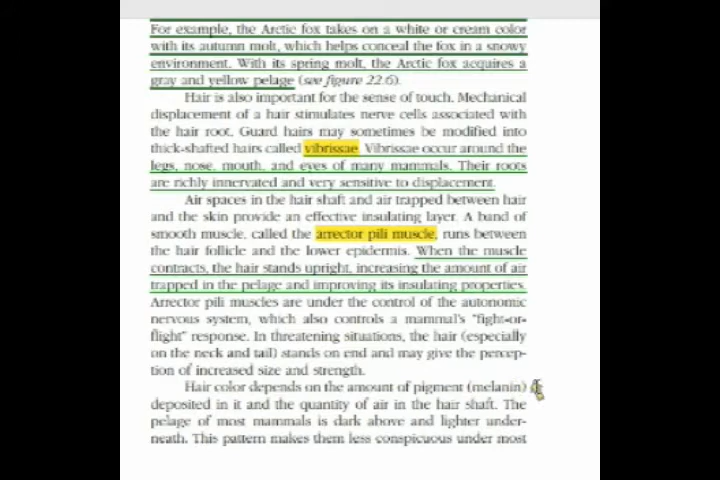 For example, the Arctic fox takes on a white or cream color
with its autumn molt, which helps conceal the fox in a snowy
environment. With its spring molt, the Arctic fox acquires a
gray and yellow pelage (see figure 22.6).
Hair is also important for the sense of touch. Mechanical
displacement of a hair stimulates nerve cells associated with
the hair root. Guard hairs may sometimes be modified into
thick-shafted hairs called vibrissae. Vibrissae occur around the
legs, nose, mouth, and eyes of many mammals. Their roots
are richly innervated and very sensitive to displacement.
Air spaces in the hair shaft and air trapped between hair
and the skin provide an effective insulating layer. A band of
smooth muscle, called the arrector pili muscle, runs between
the hair follicle and the lower epidermis. When the muscle
contracts, the hair stands upright, increasing the amount of air
trapped in the pelage and improving its insulating properties.
Arrector pili muscles are under the control of the autonomic
nervous system, which also controls a mammal's "fight-or-
flight" response. In threatening situations, the hair (especially
on the neck and tail) stands on end and may give the percep-
tion of increased size and strength.
Hair color depends on the amount of pigment (melanin)
deposited in it and the quantity of air in the hair shaft. The
pelage of most mammals is dark above and lighter under-
neath. This pattern makes them less conspicuous under most